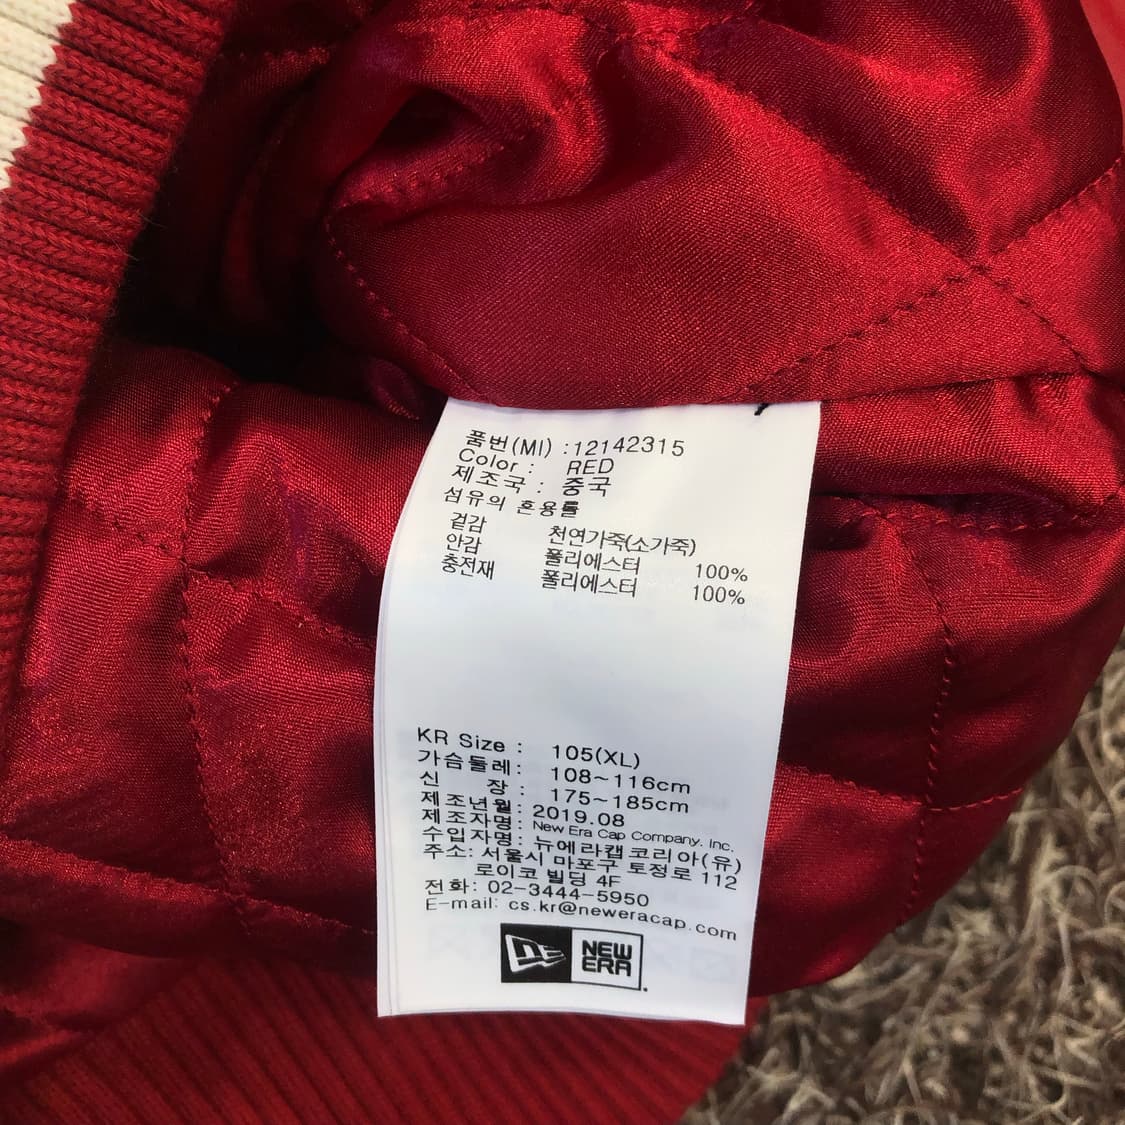 품번(MI) :12142315
Color : RED
제조국 : 중국
섬유의 혼용률
겉감 천연가죽(소가죽)
안감 폴리에스터 100%
충전재 폴리에스터 100%
KR Size : 105(XL)
가슴둘레: 108~116cm
신 장 : 175~185cm
제조년월: 2019.08
제조자명: New Era Cap Company. Inc.
수입자명: 뉴에라캡코리아(유)
주소: 서울시 마포구 토정로 112
로이코 빌딩 4F
전화: 02-3444-5950
E-mail: cs.kr@neweracap.com
NE NEW
ERA